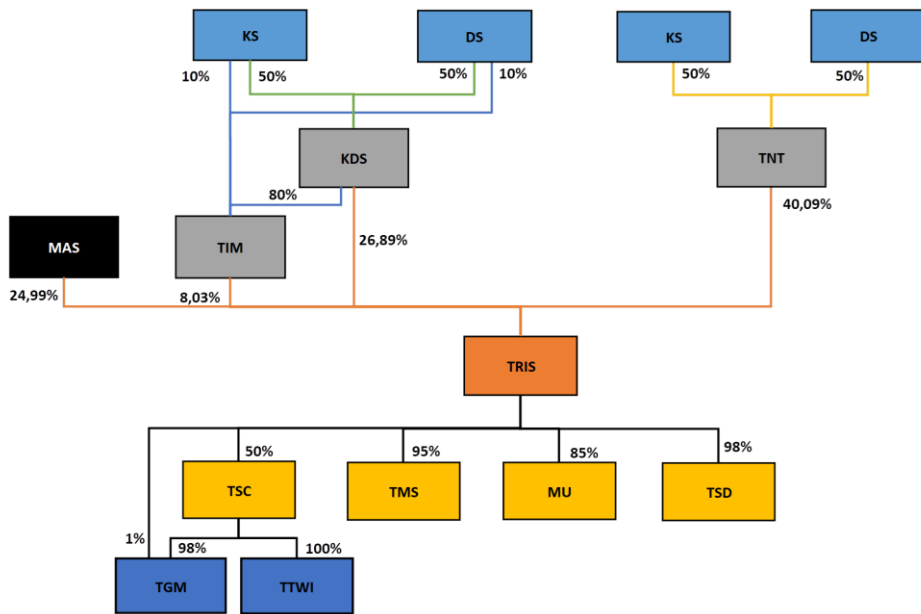 KS
DS
KS
DS
10%
50%
50%
10%
50%
50%
KDS
TNT
80%
40,09%
MAS
TIM
26,89%
24,99%
8,03%
TRIS
50%
95%
85%
98%
TSC
TMS
MU
TSD
1%
98%
100%
TGM
TTWI